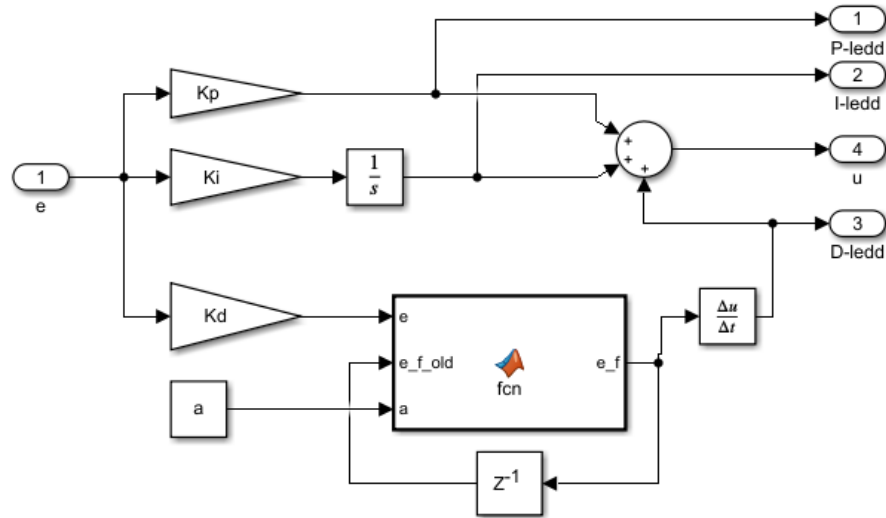 1
P-ledd
2
I-ledd
Kp
+
+
+
4
u
1
e
Ki
1
s
3
D-ledd
Kd
e
e_f_old
a
fcn
e_f
Δu
Δt
a
Z-1